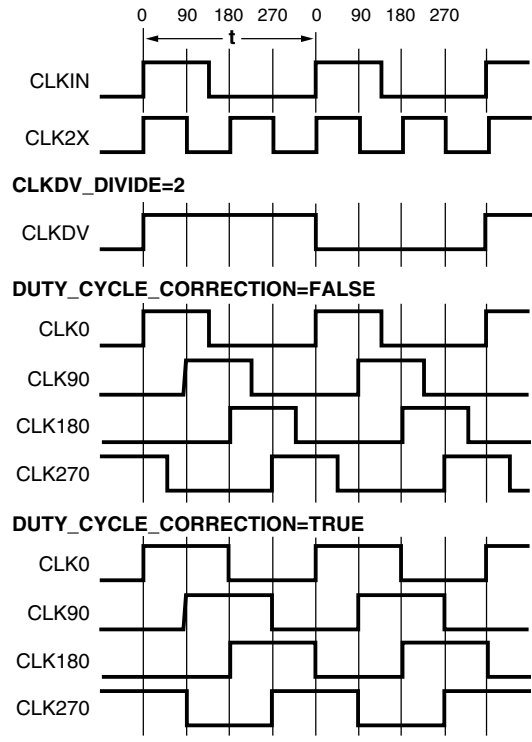 0 90 180 270 0 90 180 270
t
CLKIN
CLK2X
CLKDV_DIVIDE=2
CLKDV
DUTY_CYCLE_CORRECTION=FALSE
CLK0
CLK90
CLK180
CLK270
DUTY_CYCLE_CORRECTION=TRUE
CLK0
CLK90
CLK180
CLK270